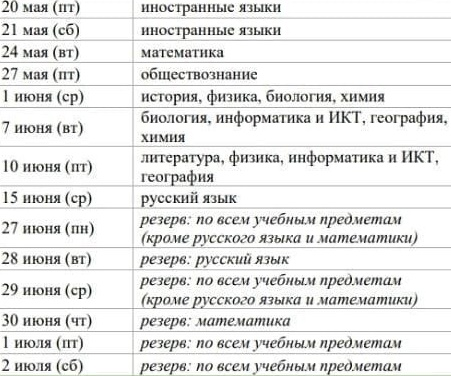 20 мая (пт) иностранные языки
21 мая (сб) иностранные языки
24 мая (вт) математика
27 мая (пт) обществознание
1 июня (ср) история, физика, биология, химия
7 июня (вт) биология, информатика и ИКТ, география,
химия
10 июня (пт) литература, физика, информатика и ИКТ,
география
15 июня (ср) русский язык
27 июня (пн) резерв: по всем учебным предметам
(кроме русского языка и математики)
28 июня (вт) резерв: русский язык
29 июня (ср) резерв: по всем учебным предметам
(кроме русского языка и математики)
30 июня (чт) резерв: математика
1 июля (пт) резерв: по всем учебным предметам
2 июля (сб) резерв: по всем учебным предметам